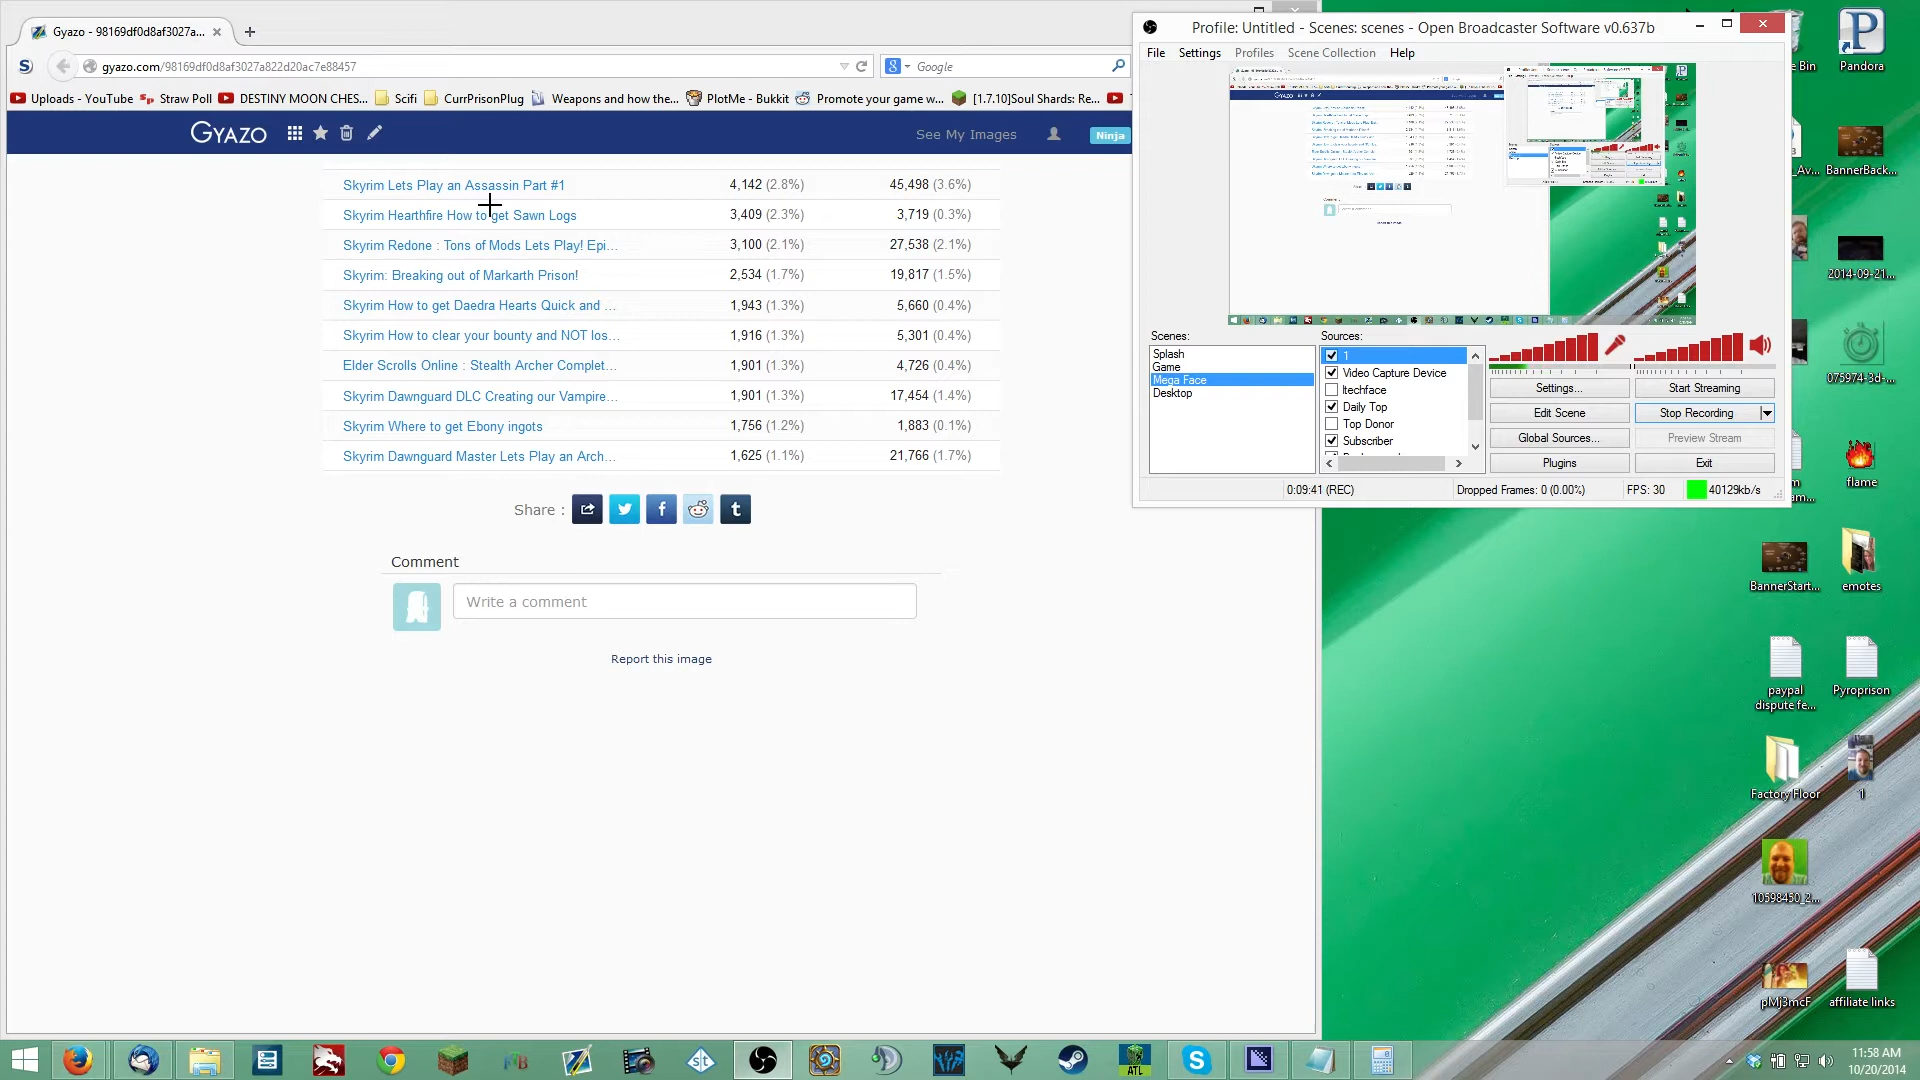 Gyazo - 98169df0d8af3027a...
gyazo.com/98169df0d8af3027a822d20ac7e88457
Google
Uploads - YouTube
Straw Poll
DESTINY MOON CHES...
Scifi
CurrPrisonPlug
Weapons and how the...
PlotMe - Bukkit
Promote your game w...
[1.7.10]Soul Shards: Re...
GYAZO
See My Images
Ninja
Skyrim Lets Play an Assassin Part #1 4,142 (2.8%) 45,498 (3.6%)
Skyrim Hearthfire How to get Sawn Logs 3,409 (2.3%) 3,719 (0.3%)
Skyrim Redone : Tons of Mods Lets Play! Epi... 3,100 (2.1%) 27,538 (2.1%)
Skyrim: Breaking out of Markarth Prison! 2,534 (1.7%) 19,817 (1.5%)
Skyrim How to get Daedra Hearts Quick and ... 1,943 (1.3%) 5,660 (0.4%)
Skyrim How to clear your bounty and NOT los... 1,916 (1.3%) 5,301 (0.4%)
Elder Scrolls Online : Stealth Archer Complet... 1,901 (1.3%) 4,726 (0.4%)
Skyrim Dawnguard DLC Creating our Vampire... 1,901 (1.3%) 17,454 (1.4%)
Skyrim Where to get Ebony ingots 1,756 (1.2%) 1,883 (0.1%)
Skyrim Dawnguard Master Lets Play an Arch... 1,625 (1.1%) 21,766 (1.7%)
Share :
Comment
Write a comment
Report this image
Profile: Untitled - Scenes: scenes - Open Broadcaster Software v0.637b
File Settings Profiles Scene Collection Help
Scenes:
Splash
Game
Mega Face
Desktop
Sources:
1
Video Capture Device
Itechface
Daily Top
Top Donor
Subscriber
Settings...
Start Streaming
Edit Scene
Stop Recording
Global Sources...
Preview Stream
Plugins
Exit
0:09:41 (REC)
Dropped Frames: 0 (0.00%)
FPS: 30
40129kb/s
Bin
Pandora
BannerBack...
2014-09-21...
075974-3d-...
flame
BannerStart...
emotes
paypal
dispute fe...
Pyroprison
Factory Floor
1
10598450_2...
pMj3mcF
affiliate links
ATL
11:58 AM
10/20/2014